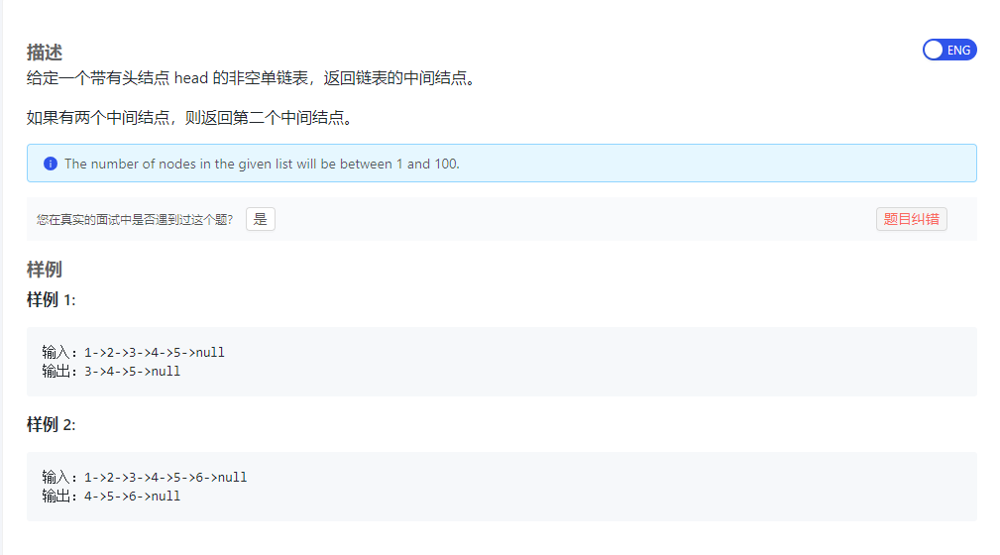 描述
ENG
给定一个带有头结点 head 的非空单链表，返回链表的中间结点。
如果有两个中间结点，则返回第二个中间结点。
The number of nodes in the given list will be between 1 and 100.
您在真实的面试中是否遇到过这个题？ 是
题目纠错
样例
样例 1:
输入：1->2->3->4->5->null
输出：3->4->5->null
样例 2:
输入：1->2->3->4->5->6->null
输出：4->5->6->null